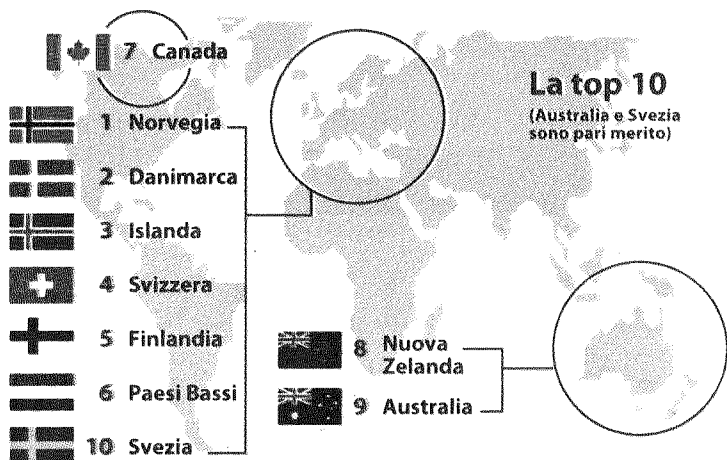 7 Canada
La top 10
(Australia e Svezia
sono pari merito)
1 Norvegia
2 Danimarca
3 Islanda
4 Svizzera
5 Finlandia
6 Paesi Bassi
10 Svezia
8 Nuova
Zelanda
9 Australia